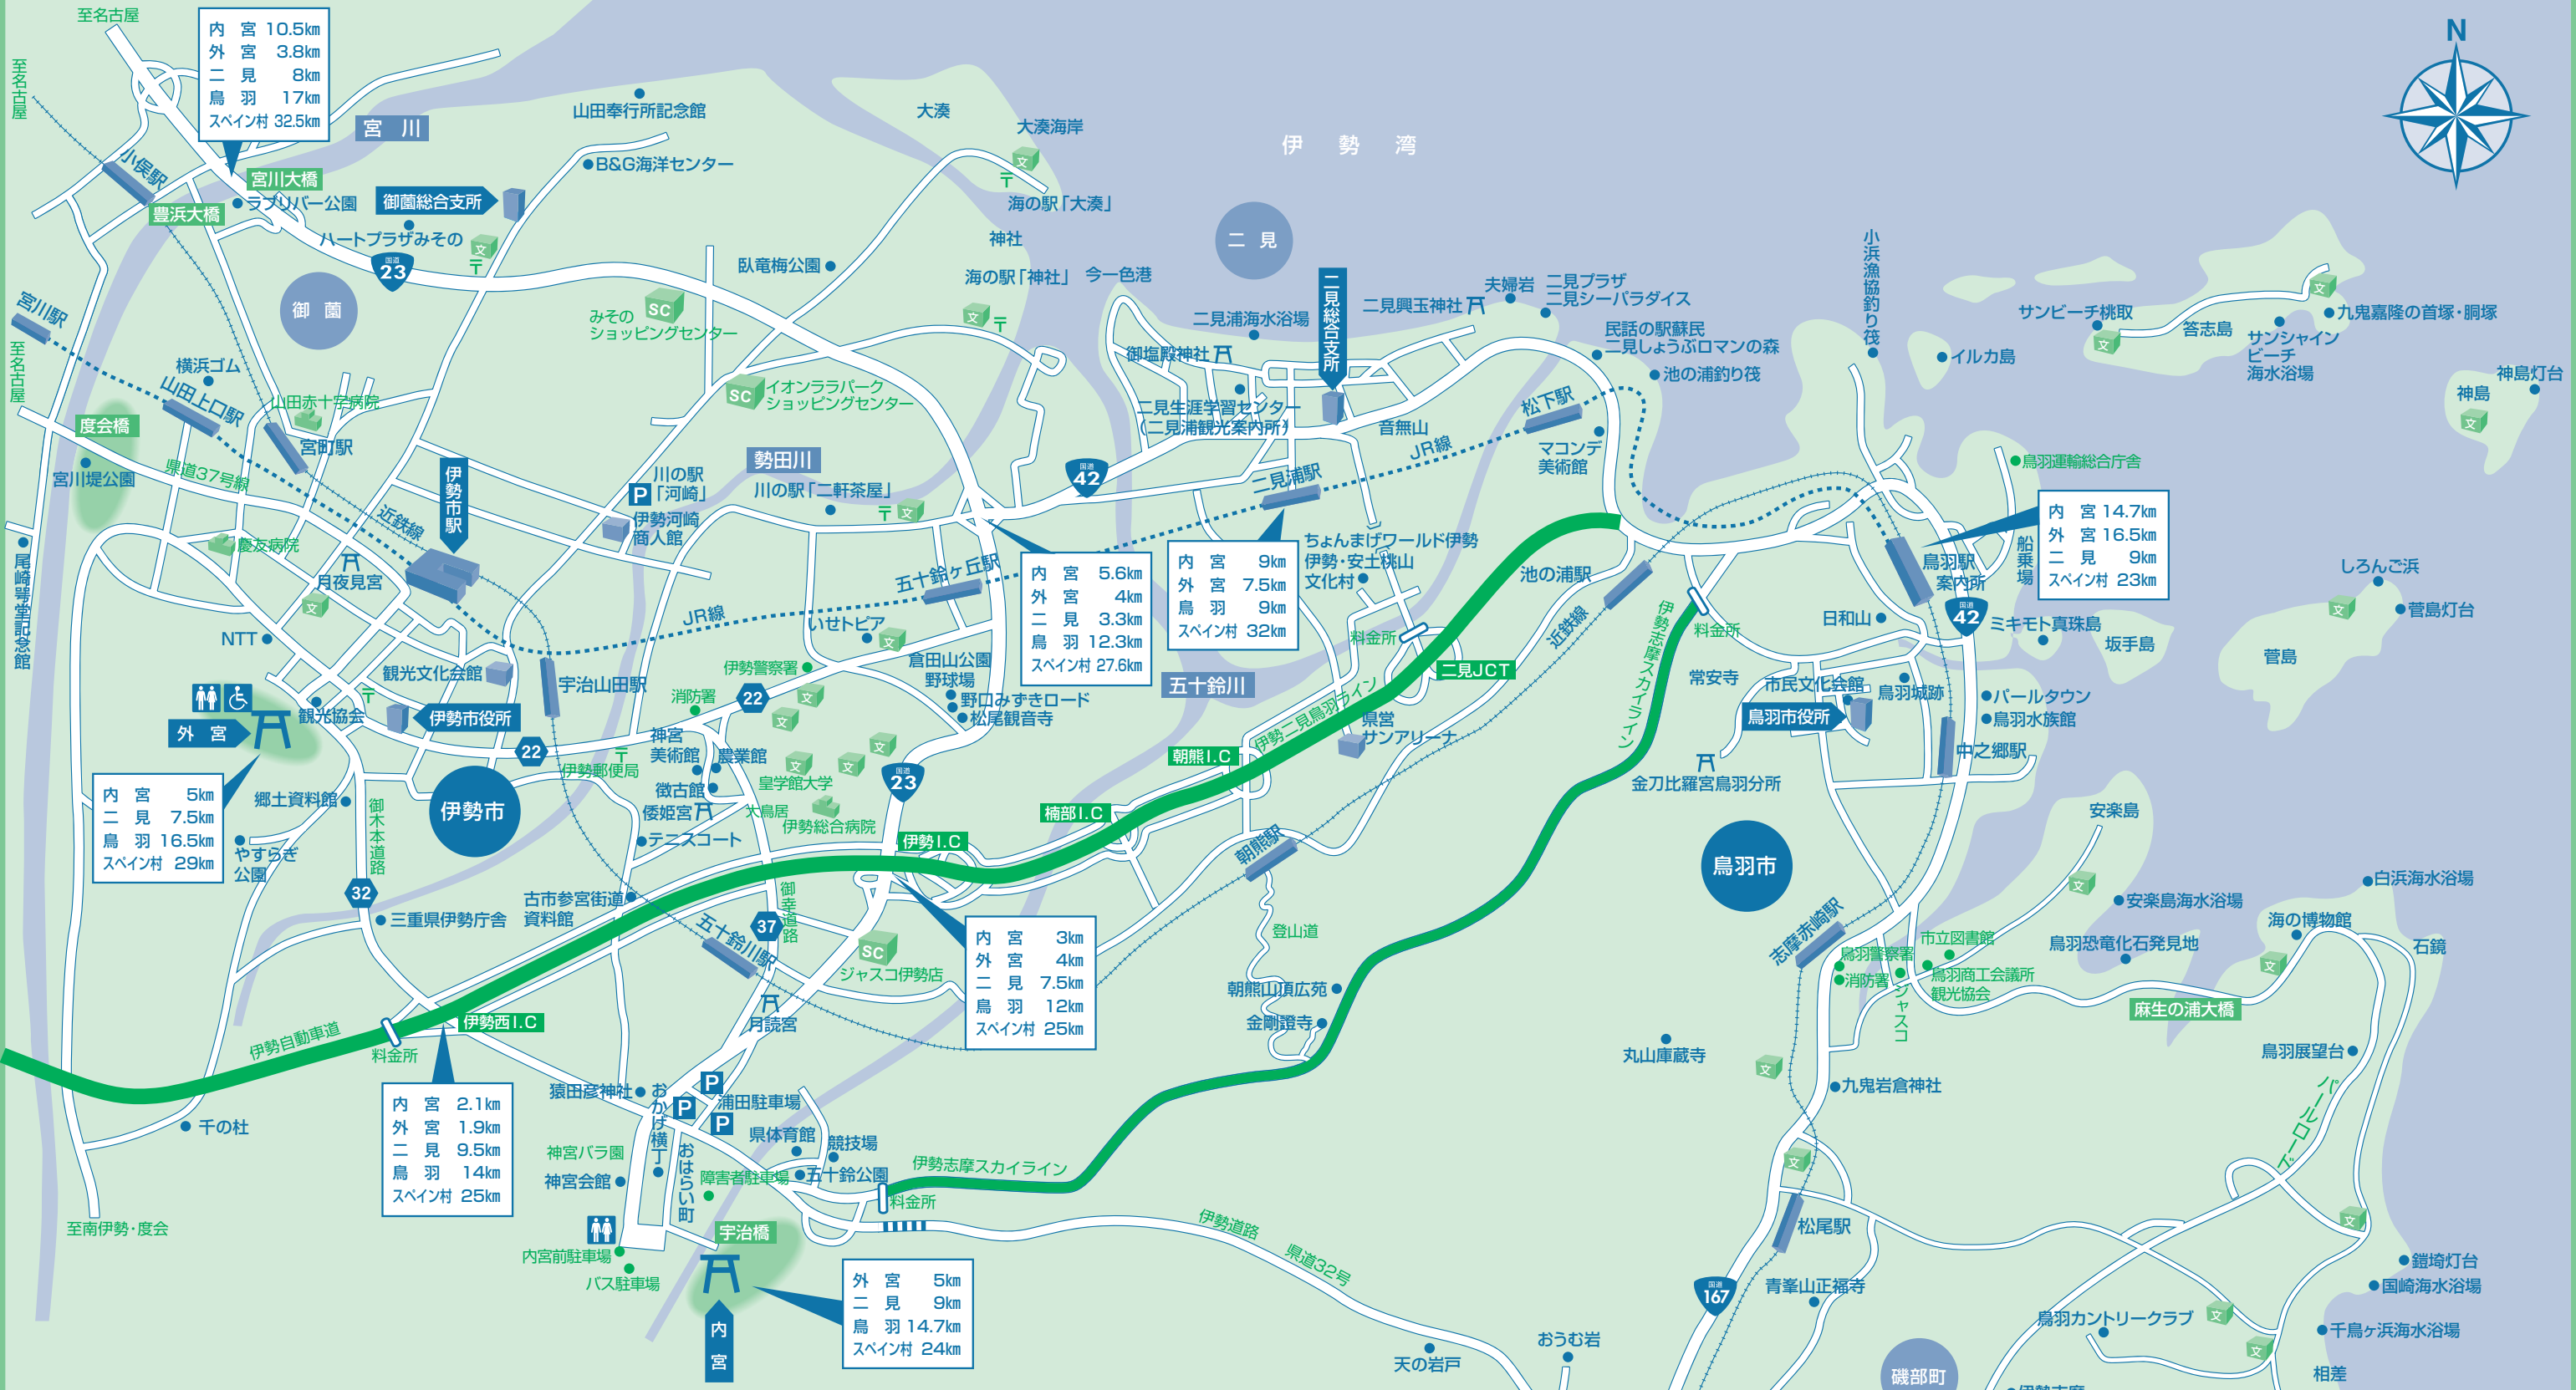 至名古屋
至名古屋
内宮 10.5km
外宮 3.8km
二見 8km
鳥羽 17km
スペイン村 32.5km
宮川
小俣駅
宮川大橋
豊浜大橋
ラブリバー公園
御薗総合支所
ハートプラザみその
国道
23
御薗
山田奉行所記念館
B&G海洋センター
大湊
大湊海岸
海の駅「大湊」
神社
海の駅「神社」
今一色港
臥竜梅公園
みその
ショッピングセンター
SC
イオンララパーク
ショッピングセンター
SC
伊勢湾
二見
N
二見総合支所
二見浦海水浴場
御塩殿神社
二見興玉神社
夫婦岩
二見プラザ
二見シーパラダイス
民話の駅蘇民
二見しょうぶロマンの森
池の浦釣り筏
小浜漁協釣り筏
イルカ島
サンビーチ桃取
答志島
九鬼嘉隆の首塚・胴塚
サンシャイン
ビーチ
海水浴場
神島
神島灯台
二見生涯学習センター
(二見浦観光案内所)
音無山
松下駅
マコンデ
美術館
JR線
二見浦駅
宮川駅
至名古屋
横浜ゴム
山田上口駅
山田赤十字病院
宮町駅
度会橋
宮川堤公園
県道37号線
近鉄線
伊勢市駅
慶友病院
月夜見宮
尾崎咢堂記念館
勢田川
川の駅
「河崎」
P
伊勢河崎
商人館
川の駅「二軒茶屋」
国道
42
五十鈴ヶ丘駅
JR線
いせトピア
NTT
観光文化会館
宇治山田駅
伊勢警察署
消防署
22
倉田山公園
野球場
野口みずきロード
松尾観音寺
内宮 5.6km
外宮 4km
二見 3.3km
鳥羽 12.3km
スペイン村 27.6km
内宮 9km
外宮 7.5km
鳥羽 9km
スペイン村 32km
ちょんまげワールド伊勢
伊勢・安土桃山
文化村
料金所
二見JCT
五十鈴川
池の浦駅
近鉄線
伊勢志摩スカイライン
料金所
鳥羽運輸総合庁舎
内宮 14.7km
外宮 16.5km
二見 9km
スペイン村 23km
鳥羽駅
案内所
船乗場
国道
42
日和山
ミキモト真珠島
坂手島
しろんご浜
菅島灯台
菅島
常安寺
市民文化会館
鳥羽城跡
鳥羽市役所
パールタウン
鳥羽水族館
中之郷駅
金刀比羅宮鳥羽分所
外宮
観光協会
伊勢市役所
22
伊勢市
伊勢郵便局
神宮
美術館
農業館
徴古館
倭姫宮
皇学館大学
大鳥居
伊勢総合病院
テニスコート
国道
23
伊勢I.C
楠部I.C
朝熊I.C
伊勢二見鳥羽ライン
県営
サンアリーナ
内宮 5km
二見 7.5km
鳥羽 16.5km
スペイン村 29km
郷土資料館
御木本道路
やすらぎ
公園
32
三重県伊勢庁舎
古市参宮街道
資料館
五十鈴川駅
37
御幸道路
SC
ジャスコ伊勢店
月読宮
内宮 3km
外宮 4km
二見 7.5km
鳥羽 12km
スペイン村 25km
朝熊駅
登山道
朝熊山頂広苑
金剛證寺
鳥羽市
安楽島
安楽島海水浴場
白浜海水浴場
海の博物館
石鏡
鳥羽恐竜化石発見地
麻生の浦大橋
志摩赤崎駅
鳥羽警察署
消防署
市立図書館
鳥羽商工会議所
観光協会
ジャスコ
丸山庫蔵寺
九鬼岩倉神社
鳥羽展望台
パールロード
伊勢自動車道
料金所
伊勢西I.C
内宮 2.1km
外宮 1.9km
二見 9.5km
鳥羽 14km
スペイン村 25km
千の杜
至南伊勢・度会
猿田彦神社
おかげ横丁
P
P
P
浦田駐車場
県体育館
競技場
おはらい町
神宮バラ園
神宮会館
障害者駐車場
五十鈴公園
伊勢志摩スカイライン
料金所
宇治橋
内宮前駐車場
バス駐車場
内宮
外宮 5km
二見 9km
鳥羽 14.7km
スペイン村 24km
伊勢道路
県道32号
天の岩戸
おうむ岩
松尾駅
国道
167
青峯山正福寺
磯部町
鳥羽カントリークラブ
鎧埼灯台
国崎海水浴場
千鳥ヶ浜海水浴場
相差